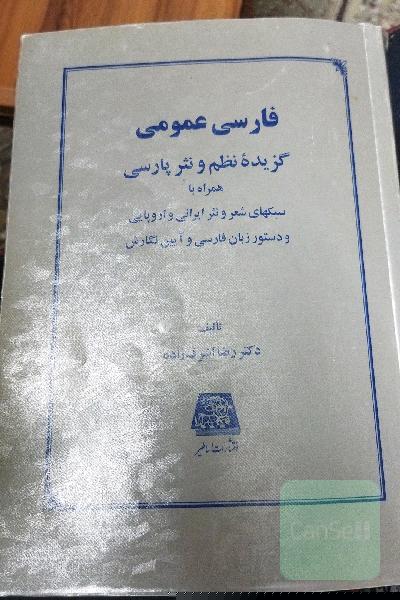 فارسی عمومی
گزیدهٔ نظم و نثر پارسی
همراه با
سبکهای شعر و نثر ایرانی و اروپایی
و دستور زبان فارسی و آیین نگارش
تألیف
دکتر رضا اشرف‌زاده
انتشارات اساطیر
CanSell